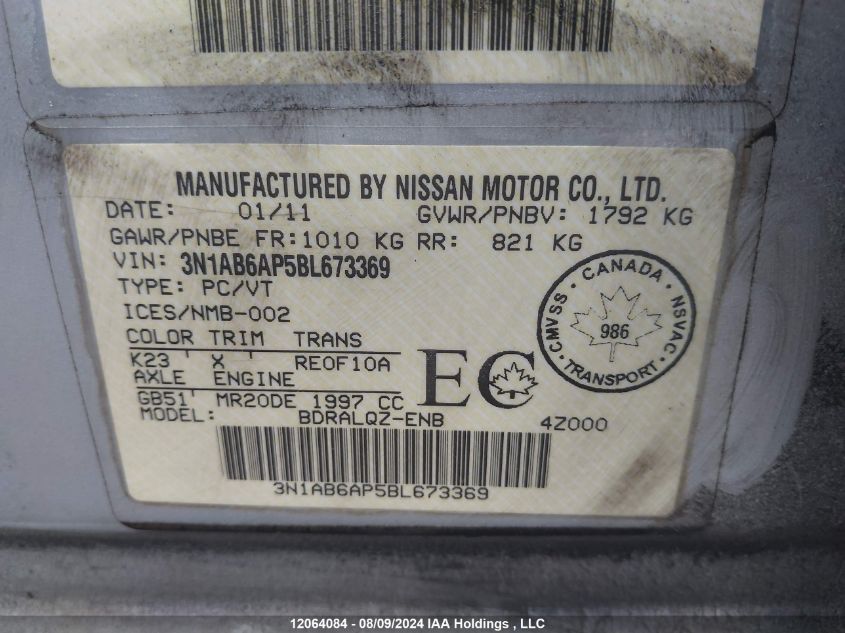 MANUFACTURED BY NISSAN MOTOR CO., LTD.
DATE: 01/11 GVWR/PNBV: 1792 KG
GAWR/PNBE FR:1010 KG RR: 821 KG
VIN: 3N1AB6AP5BL673369
TYPE: PC/VT
ICES/NMB-002
COLOR TRIM TRANS
K23 ' X ' RE0F10A
AXLE ENGINE
GB51' MR20DE 1997 CC
MODEL: BDRALQZ-ENB 4Z000
EC
CMVSS CANADA NSVAC
986
TRANSPORT
3N1AB6AP5BL673369
12064084 - 08/09/2024 IAA Holdings , LLC